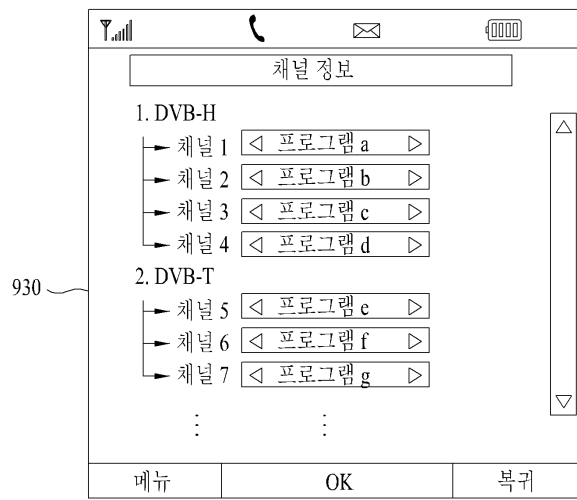 채널 정보
1. DVB-H
채널 1 프로그램 a
채널 2 프로그램 b
채널 3 프로그램 c
채널 4 프로그램 d
930
2. DVB-T
채널 5 프로그램 e
채널 6 프로그램 f
채널 7 프로그램 g
메뉴 OK 복귀